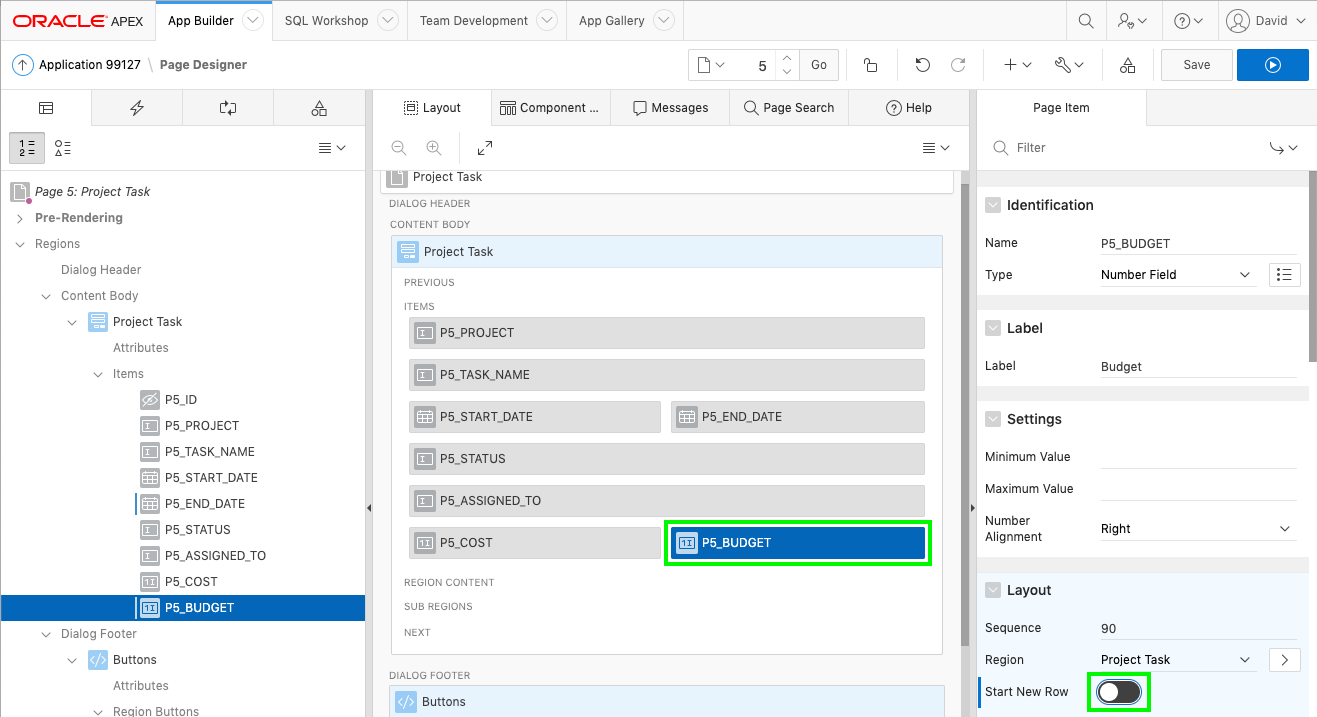 ORACLE APEX App Builder SQL Workshop Team Development App Gallery David
Application 99127 \ Page Designer 5 Go Save
Layout Component ... Messages Page Search Help Page Item
Filter
Page 5: Project Task
Pre-Rendering
Regions
Dialog Header
Content Body
Project Task
Attributes
Items
P5_ID
P5_PROJECT
P5_TASK_NAME
P5_START_DATE
P5_END_DATE
P5_STATUS
P5_ASSIGNED_TO
P5_COST
P5_BUDGET
Dialog Footer
Buttons
Attributes
Region Buttons
Project Task
DIALOG HEADER
CONTENT BODY
Project Task
PREVIOUS
ITEMS
P5_PROJECT
P5_TASK_NAME
P5_START_DATE P5_END_DATE
P5_STATUS
P5_ASSIGNED_TO
P5_COST P5_BUDGET
REGION CONTENT
SUB REGIONS
NEXT
DIALOG FOOTER
Buttons
Identification
Name P5_BUDGET
Type Number Field
Label
Label Budget
Settings
Minimum Value
Maximum Value
Number
Alignment Right
Layout
Sequence 90
Region Project Task
Start New Row